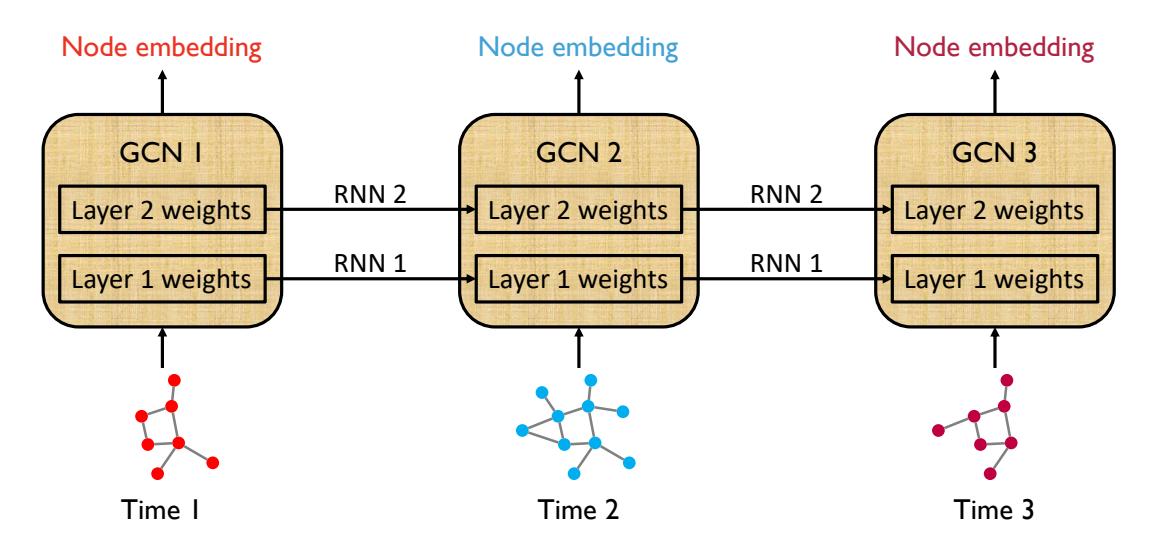 Node embedding Node embedding Node embedding
GCN 1 GCN 2 GCN 3
Layer 2 weights RNN 2 Layer 2 weights RNN 2 Layer 2 weights
Layer 1 weights RNN 1 Layer 1 weights RNN 1 Layer 1 weights
Time 1 Time 2 Time 3